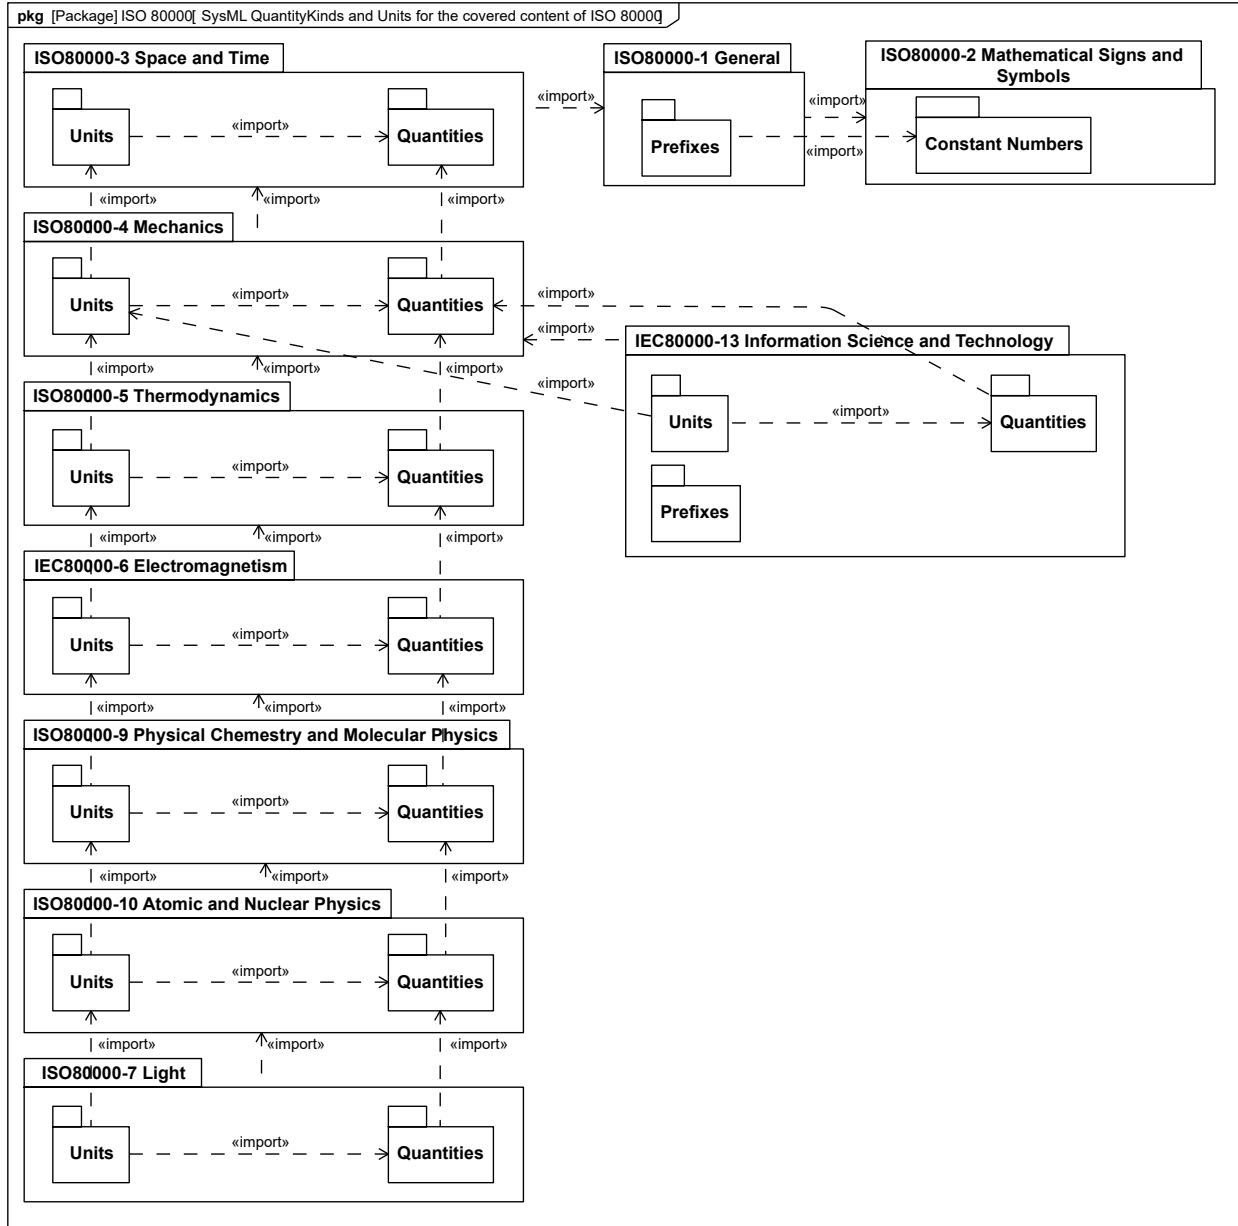 pkg [Package] ISO 80000[ SysML QuantityKinds and Units for the covered content of ISO 80000]
ISO80000-3 Space and Time
Units
«import»
Quantities
«import»
ISO80000-1 General
Prefixes
«import»
«import»
ISO80000-2 Mathematical Signs and
Symbols
Constant Numbers
«import»
«import»
«import»
ISO80000-4 Mechanics
Units
«import»
Quantities
«import»
«import»
«import»
IEC80000-13 Information Science and Technology
Units
«import»
Quantities
Prefixes
«import»
«import»
«import»
ISO80000-5 Thermodynamics
Units
«import»
Quantities
«import»
«import»
«import»
IEC80000-6 Electromagnetism
Units
«import»
Quantities
«import»
«import»
«import»
ISO80000-9 Physical Chemestry and Molecular Physics
Units
«import»
Quantities
«import»
«import»
«import»
ISO80000-10 Atomic and Nuclear Physics
Units
«import»
Quantities
«import»
«import»
«import»
ISO80000-7 Light
Units
«import»
Quantities